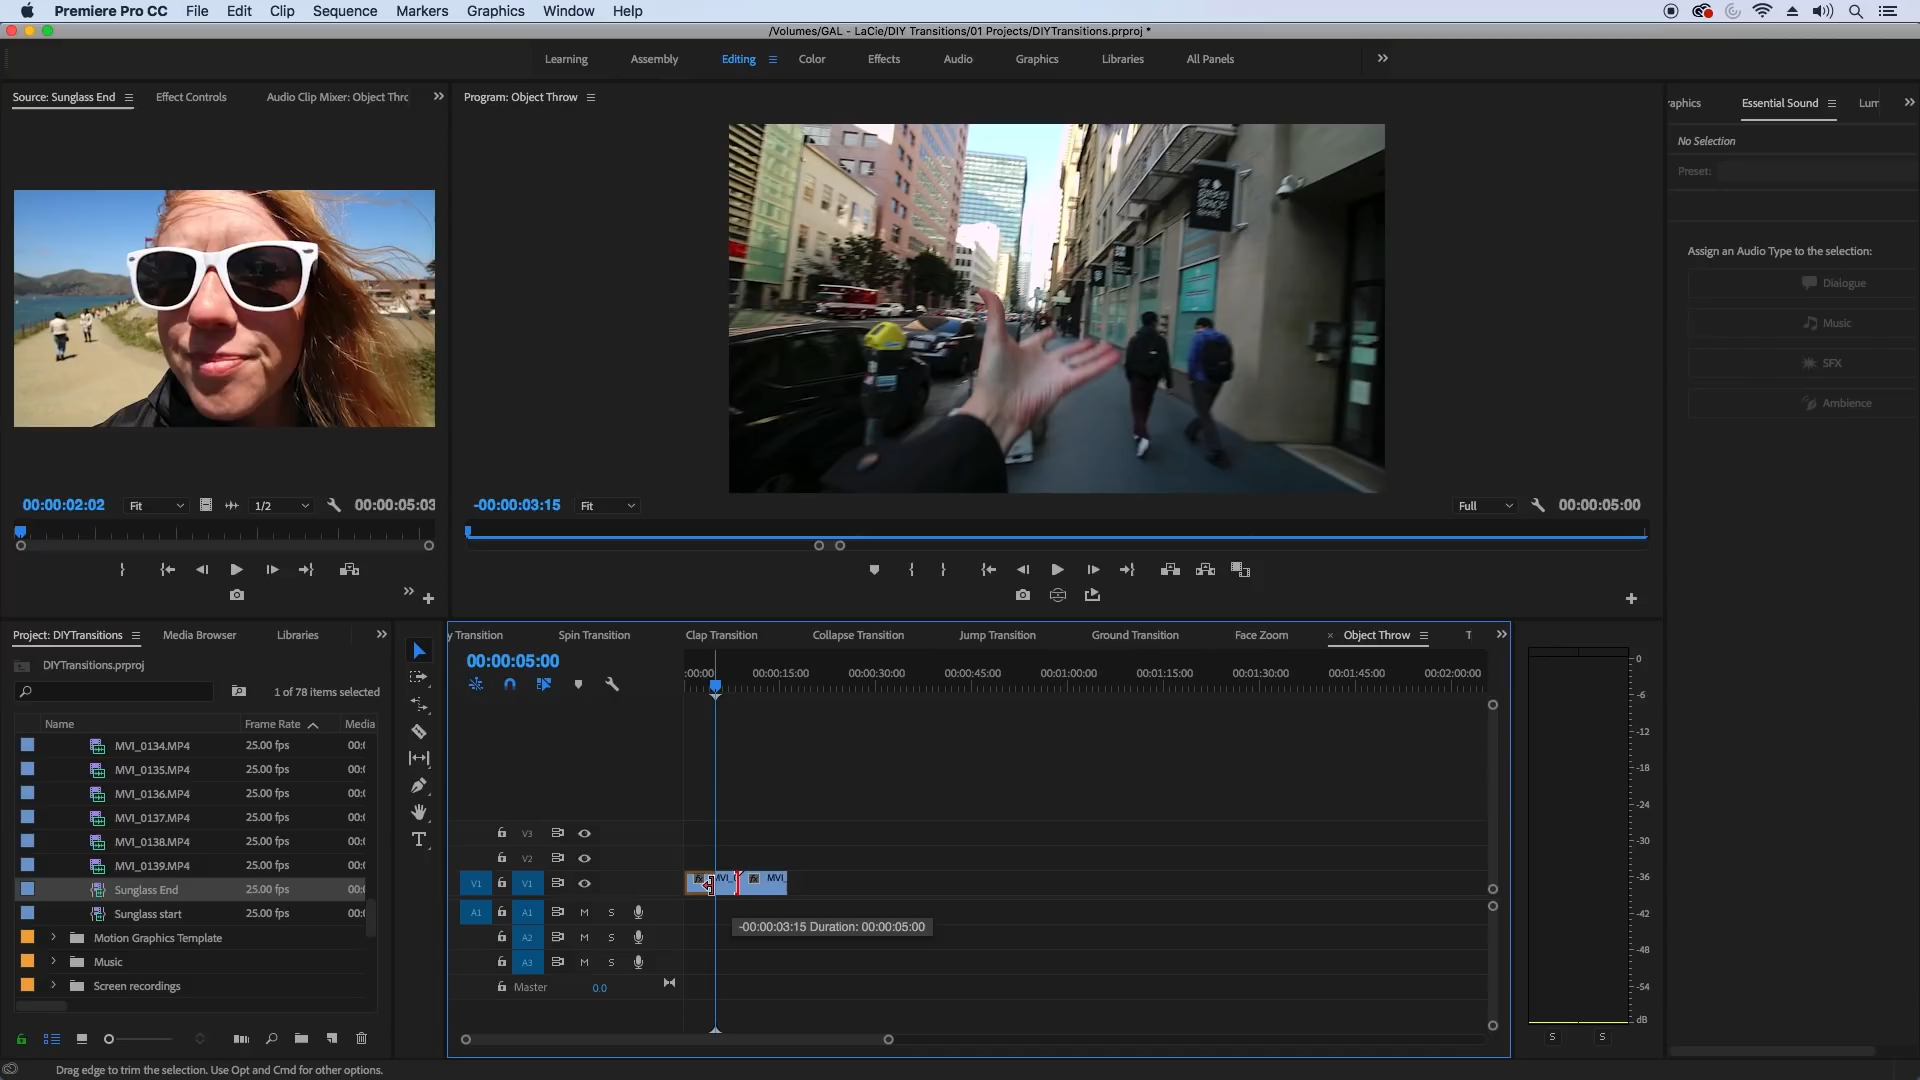 Premiere Pro CC File Edit Clip Sequence Markers Graphics Window Help
/Volumes/GAL - LaCie/DIY Transitions/01 Projects/DIYTransitions.prproj *
Learning Assembly Editing Color Effects Audio Graphics Libraries All Panels
Source: Sunglass End Effect Controls Audio Clip Mixer: Object Thro
Program: Object Throw
raphics Essential Sound Lum
No Selection
Preset:
Assign an Audio Type to the selection:
Dialogue
Music
SFX
Ambience
00:00:02:02 Fit 1/2 00:00:05:03
-00:00:03:15 Fit Full 00:00:05:00
Project: DIYTransitions Media Browser Libraries
DIYTransitions.prproj
1 of 78 items selected
Name Frame Rate Media
MVI_0134.MP4 25.00 fps 00:(
MVI_0135.MP4 25.00 fps 00:(
MVI_0136.MP4 25.00 fps 00:(
MVI_0137.MP4 25.00 fps 00:(
MVI_0138.MP4 25.00 fps 00:(
MVI_0139.MP4 25.00 fps 00:(
Sunglass End 25.00 fps 00:(
Sunglass start 25.00 fps 00:(
Motion Graphics Template
Music
Screen recordings
y Transition Spin Transition Clap Transition Collapse Transition Jump Transition Ground Transition Face Zoom Object Throw T
00:00:05:00
:00:00 00:00:15:00 00:00:30:00 00:00:45:00 00:01:00:00 00:01:15:00 00:01:30:00 00:01:45:00 00:02:00:00
V3
V2
V1 V1 fx MVI_0 fx MVI
A1 A1 M S
A2 M S
A3 M S
Master 0.0
-00:00:03:15 Duration: 00:00:05:00
0
-6
-12
-18
-24
-30
-36
-42
-48
-54
dB
S S
Drag edge to trim the selection. Use Opt and Cmd for other options.